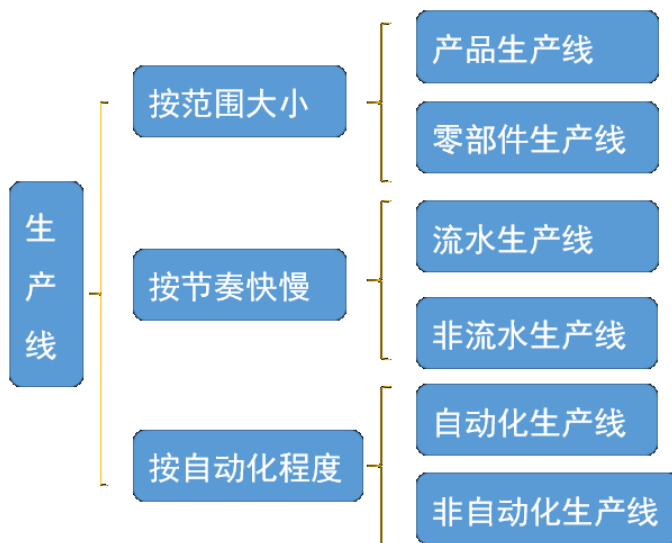 生产线
按范围大小
产品生产线
零部件生产线
按节奏快慢
流水生产线
非流水生产线
按自动化程度
自动化生产线
非自动化生产线